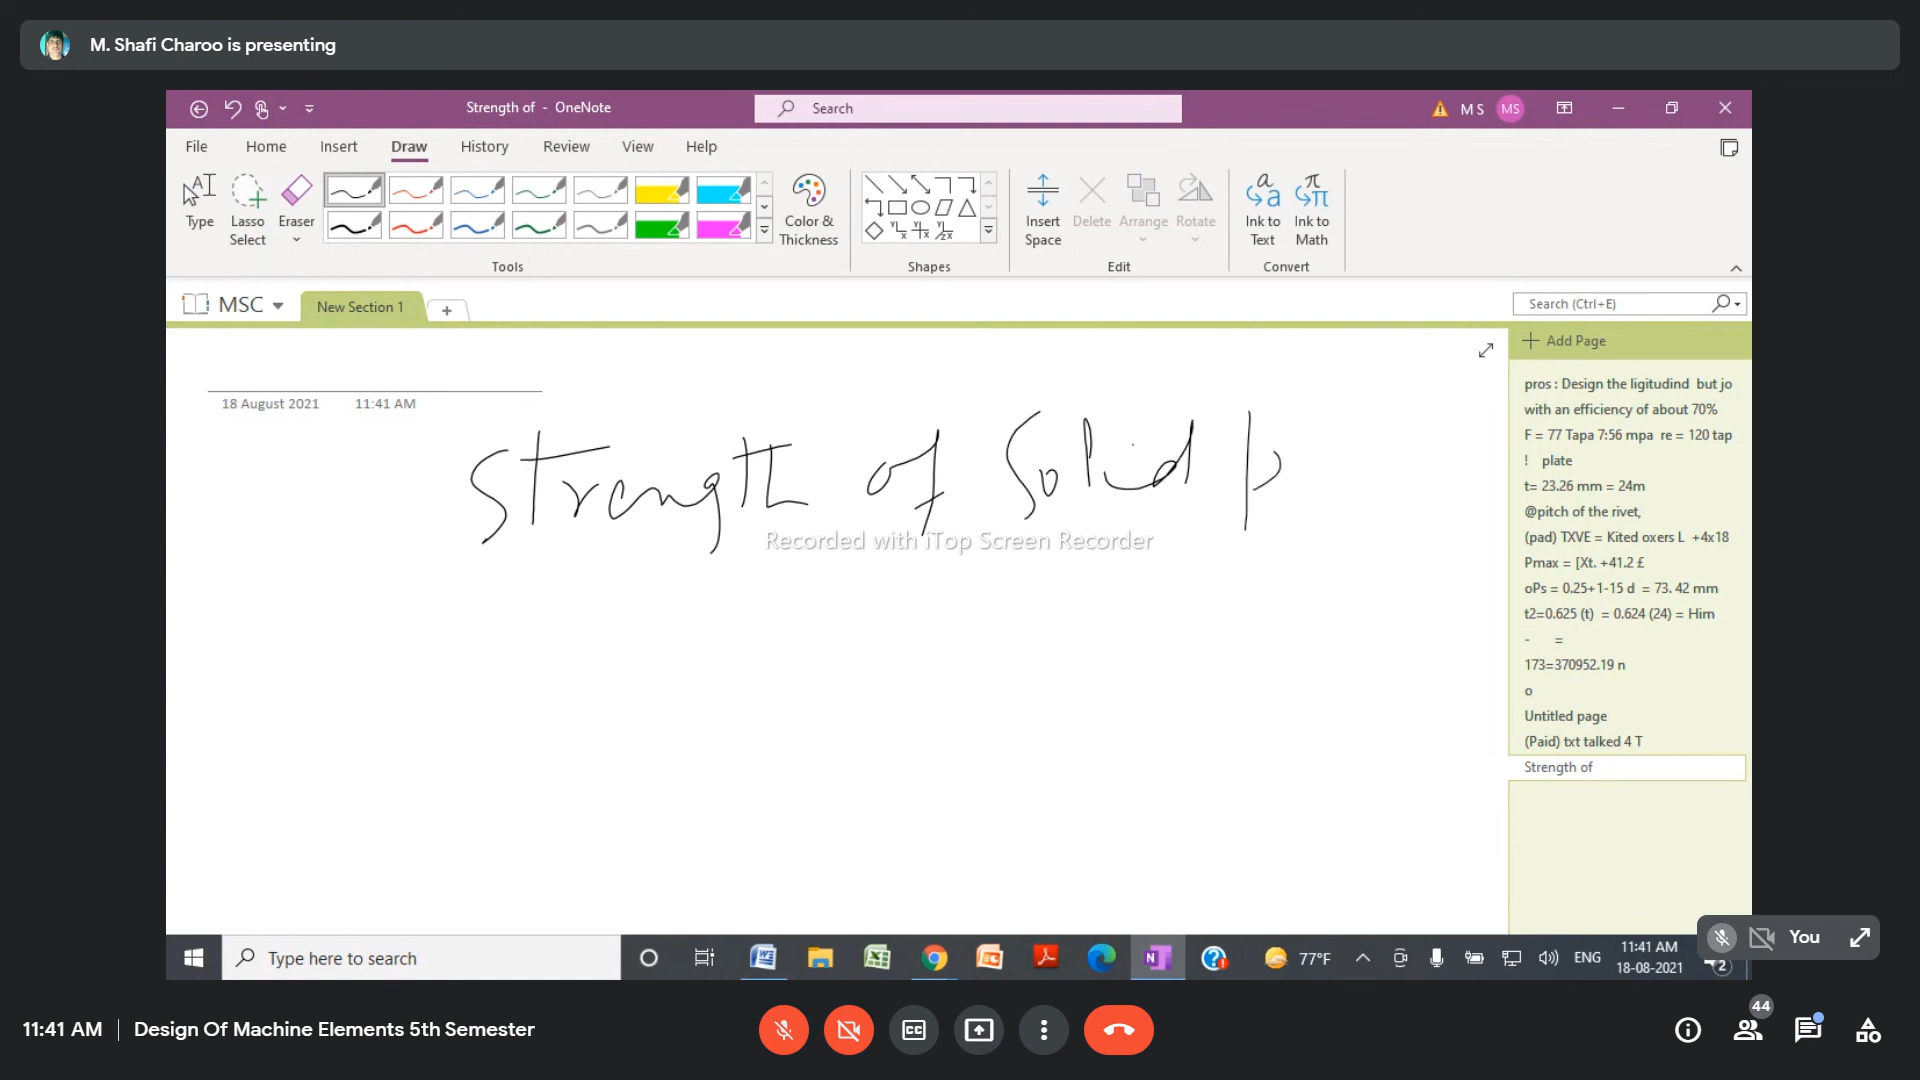 M. Shafi Charoo is presenting
Strength of - OneNote
Search
M S
MS
File Home Insert Draw History Review View Help
Type
Lasso Select
Eraser
Color & Thickness
Insert Space
Delete
Arrange
Rotate
Ink to Text
Ink to Math
Tools
Shapes
Edit
Convert
MSC
New Section 1
Search (Ctrl+E)
Add Page
18 August 2021 11:41 AM
Strength of Solid p
Recorded with iTop Screen Recorder
pros : Design the ligitudind but jo
with an efficiency of about 70%
F = 77 Tapa 7:56 mpa re = 120 tap
! plate
t= 23.26 mm = 24m
@pitch of the rivet,
(pad) TXVE = Kited oxers L +4x18
Pmax = [Xt. +41.2 £
oPs = 0.25+1-15 d = 73. 42 mm
t2=0.625 (t) = 0.624 (24) = Him
- =
173=370952.19 n
o
Untitled page
(Paid) txt talked 4 T
Strength of
Type here to search
77°F
ENG
11:41 AM
18-08-2021
2
You
11:41 AM | Design Of Machine Elements 5th Semester
44